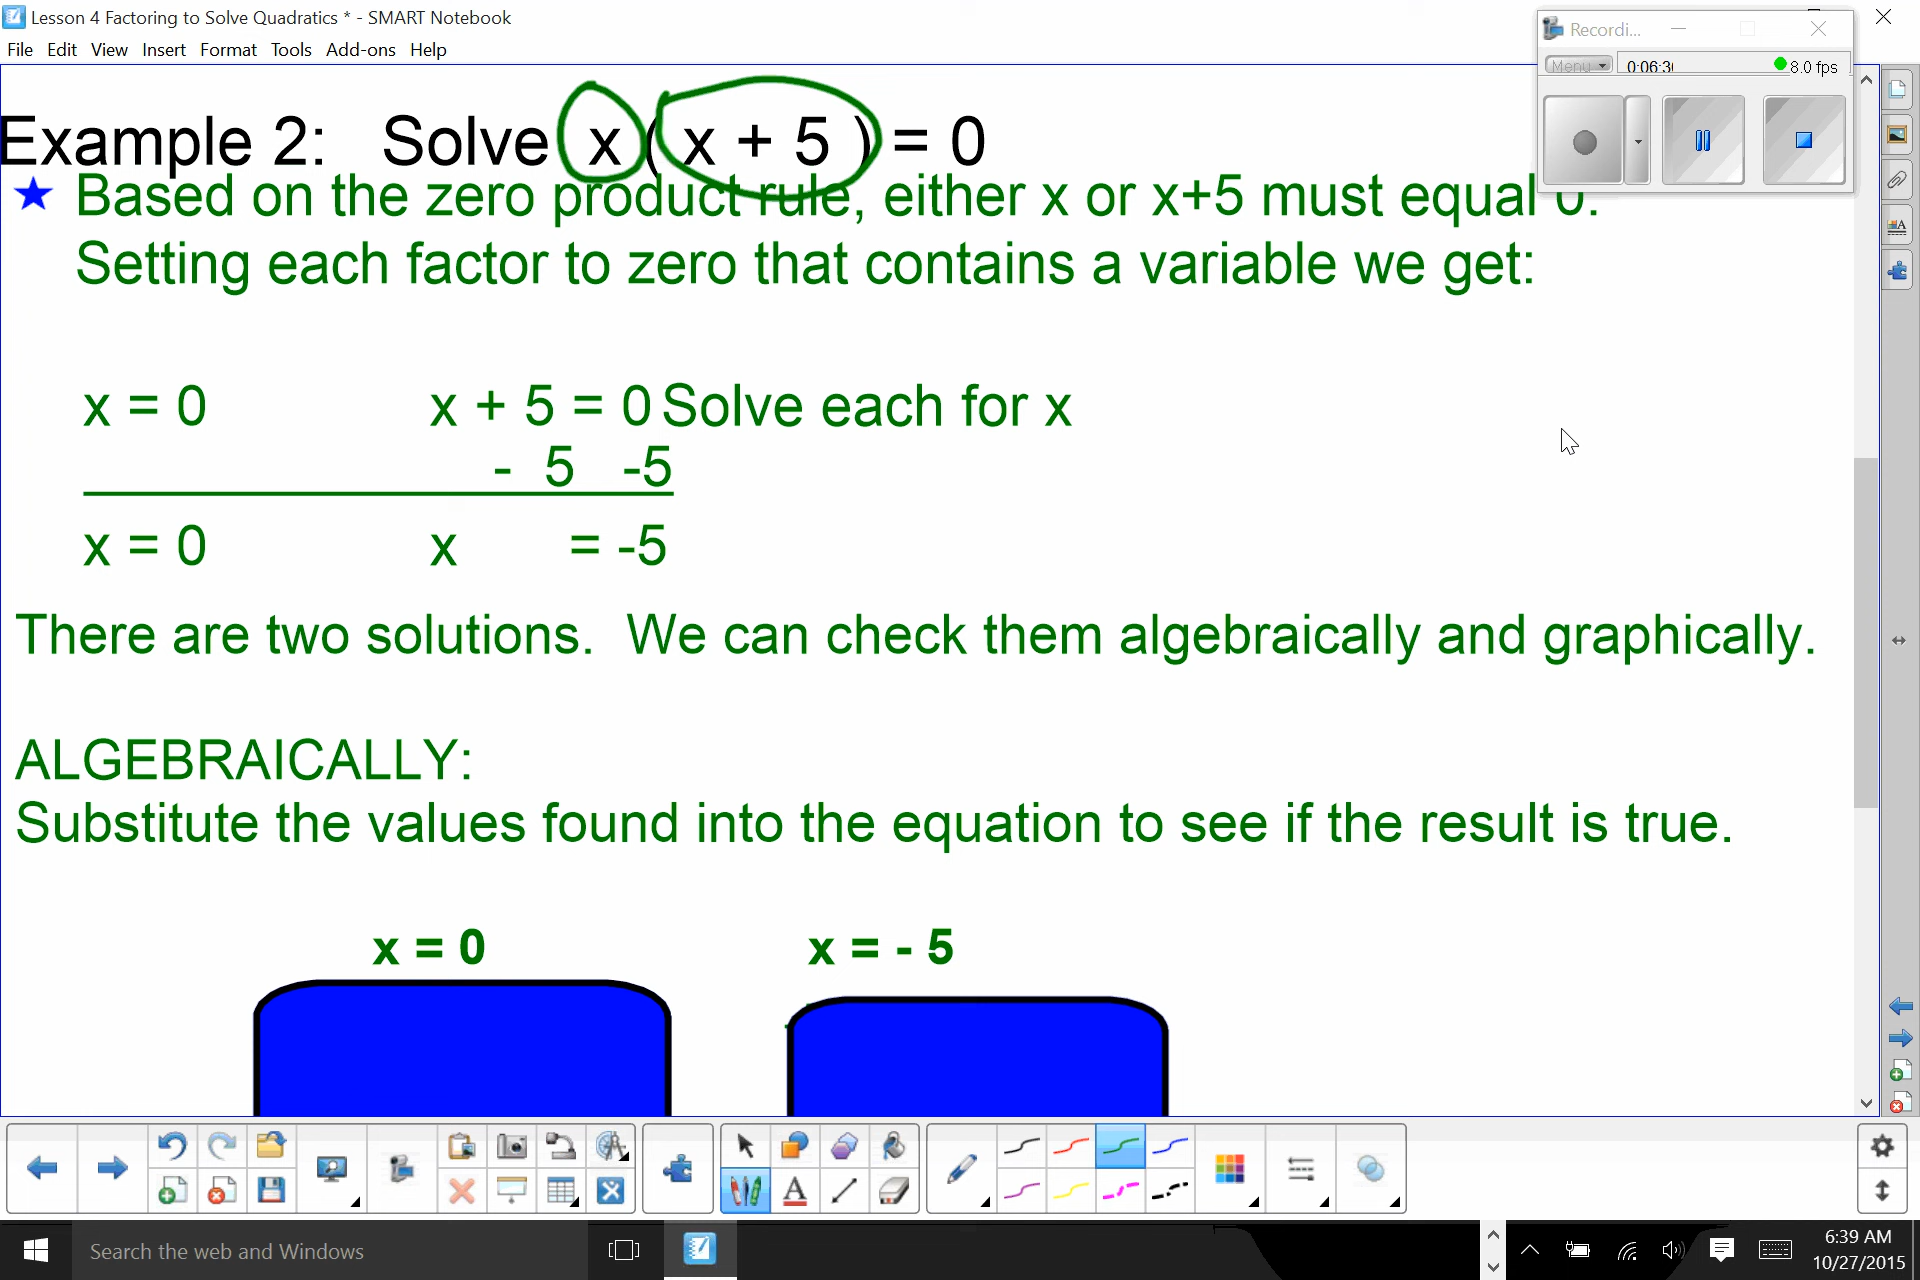 Lesson 4 Factoring to Solve Quadratics * - SMART Notebook
File Edit View Insert Format Tools Add-ons Help
Recordi...
Menu 0:06:3 8.0 fps
Example 2: Solve x ( x + 5 ) = 0
Based on the zero product rule, either x or x+5 must equal 0.
Setting each factor to zero that contains a variable we get:
x = 0 x + 5 = 0 Solve each for x
- 5 -5
x = 0 x = -5
There are two solutions. We can check them algebraically and graphically.
ALGEBRAICALLY:
Substitute the values found into the equation to see if the result is true.
x = 0 x = - 5
Search the web and Windows
6:39 AM
10/27/2015